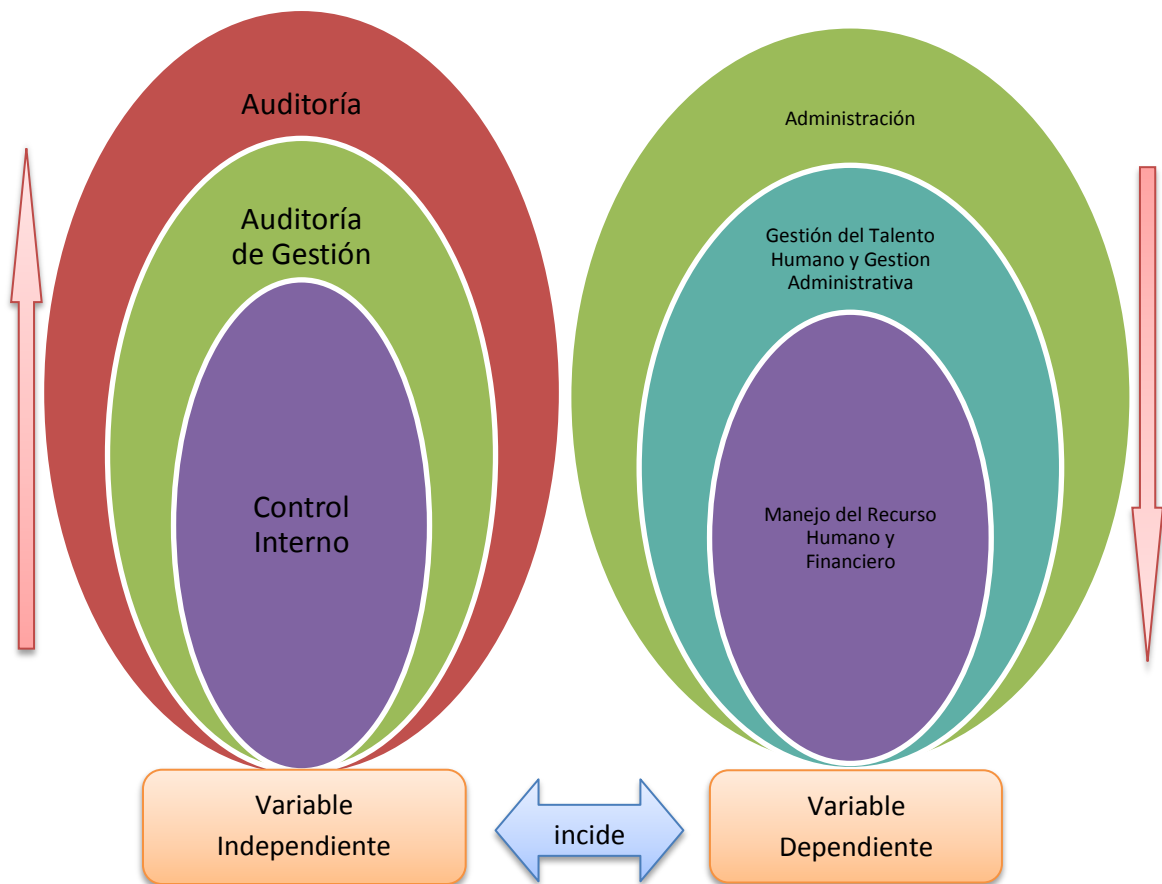 Auditoría
Auditoría
de Gestión
Control
Interno
Administración
Gestión del Talento
Humano y Gestion
Administrativa
Manejo del Recurso
Humano y
Financiero
Variable
Independiente
incide
Variable
Dependiente